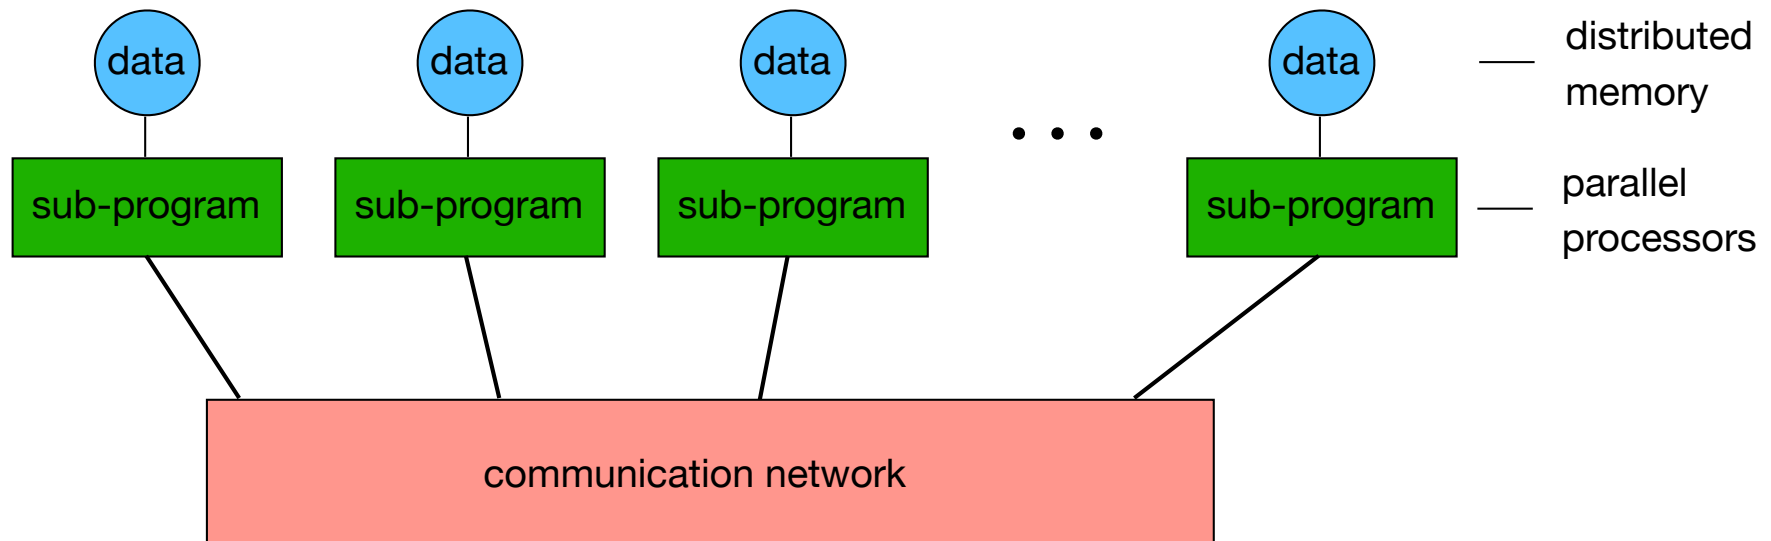 data
data
data
data
distributed
memory
sub-program
sub-program
sub-program
sub-program
parallel
processors
communication network